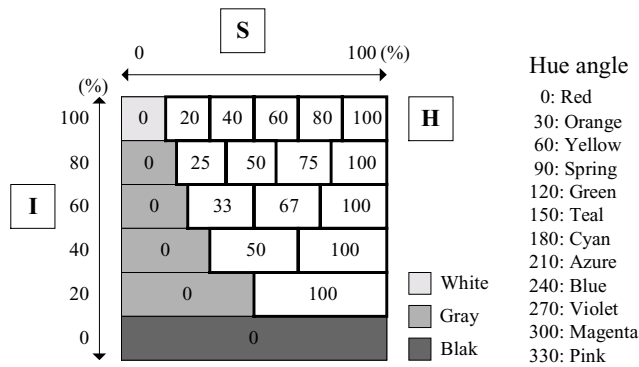 S
0 100 (%)
(%)
100 0 20 40 60 80 100 H
80 0 25 50 75 100
I 60 0 33 67 100
40 0 50 100
20 0 100
0 0
White
Gray
Blak
Hue angle
0: Red
30: Orange
60: Yellow
90: Spring
120: Green
150: Teal
180: Cyan
210: Azure
240: Blue
270: Violet
300: Magenta
330: Pink